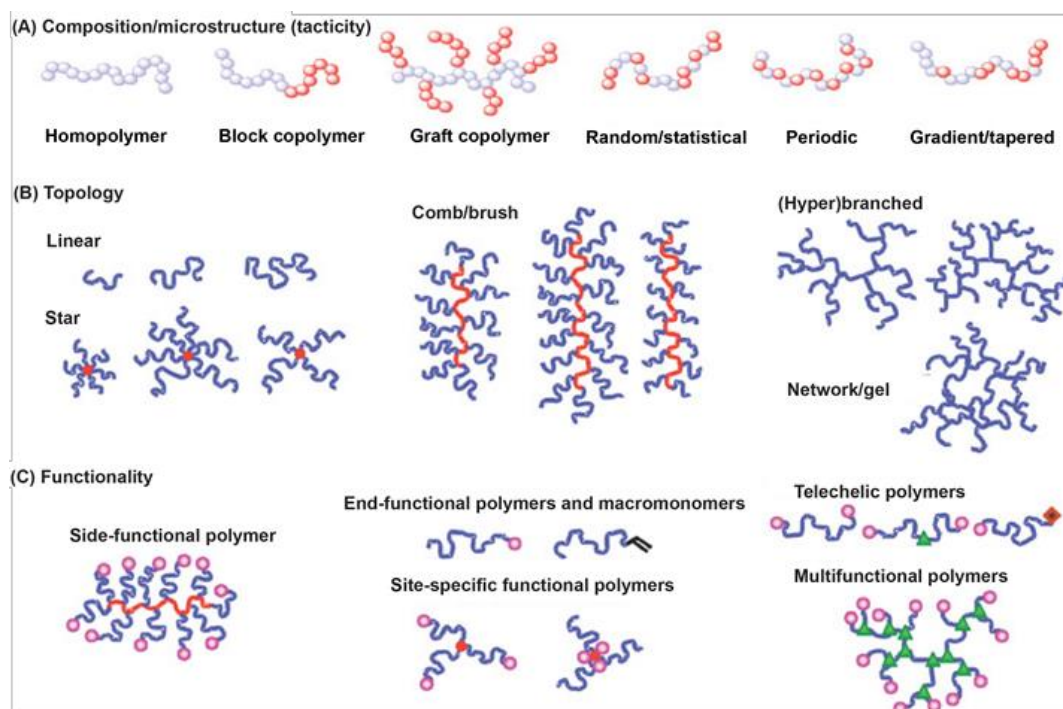 (A) Composition/microstructure (tacticity)
Homopolymer
Block copolymer
Graft copolymer
Random/statistical
Periodic
Gradient/tapered
(B) Topology
Linear
Star
Comb/brush
(Hyper)branched
Network/gel
(C) Functionality
Side-functional polymer
End-functional polymers and macromonomers
Site-specific functional polymers
Telechelic polymers
Multifunctional polymers